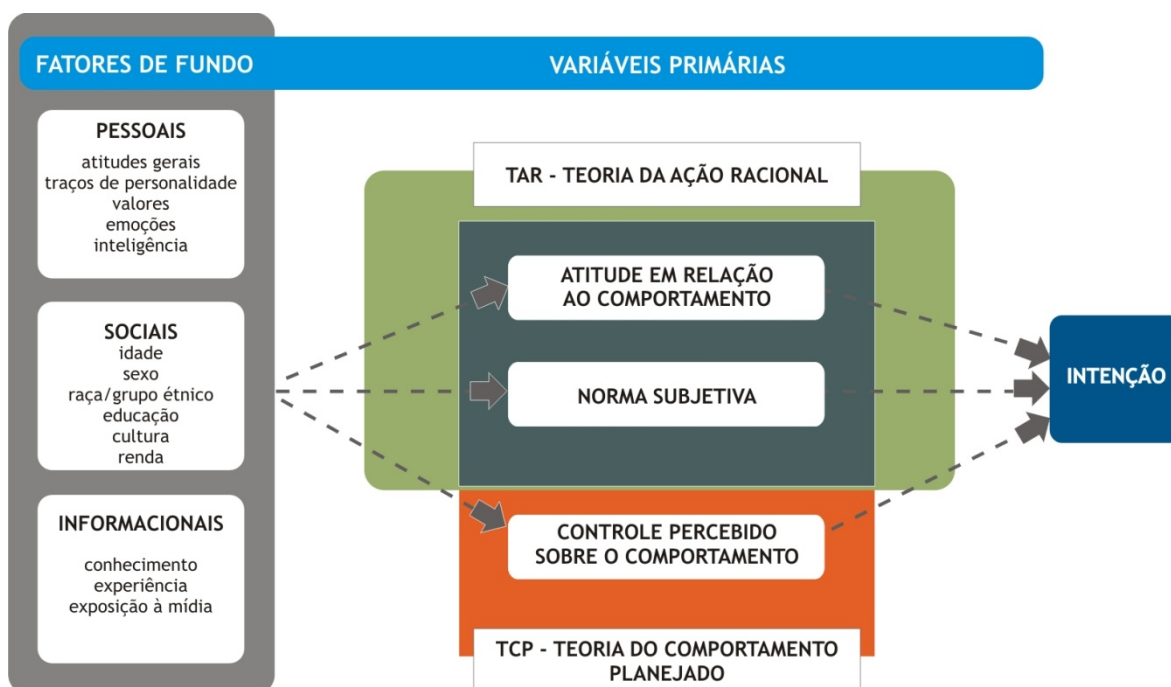 FATORES DE FUNDO
VARIÁVEIS PRIMÁRIAS
PESSOAIS
atitudes gerais
traços de personalidade
valores
emoções
inteligência
SOCIAIS
idade
sexo
raça/grupo étnico
educação
cultura
renda
INFORMACIONAIS
conhecimento
experiência
exposição à mídia
TAR - TEORIA DA AÇÃO RACIONAL
ATITUDE EM RELAÇÃO
AO COMPORTAMENTO
NORMA SUBJETIVA
CONTROLE PERCEBIDO
SOBRE O COMPORTAMENTO
TCP - TEORIA DO COMPORTAMENTO
PLANEJADO
INTENÇÃO